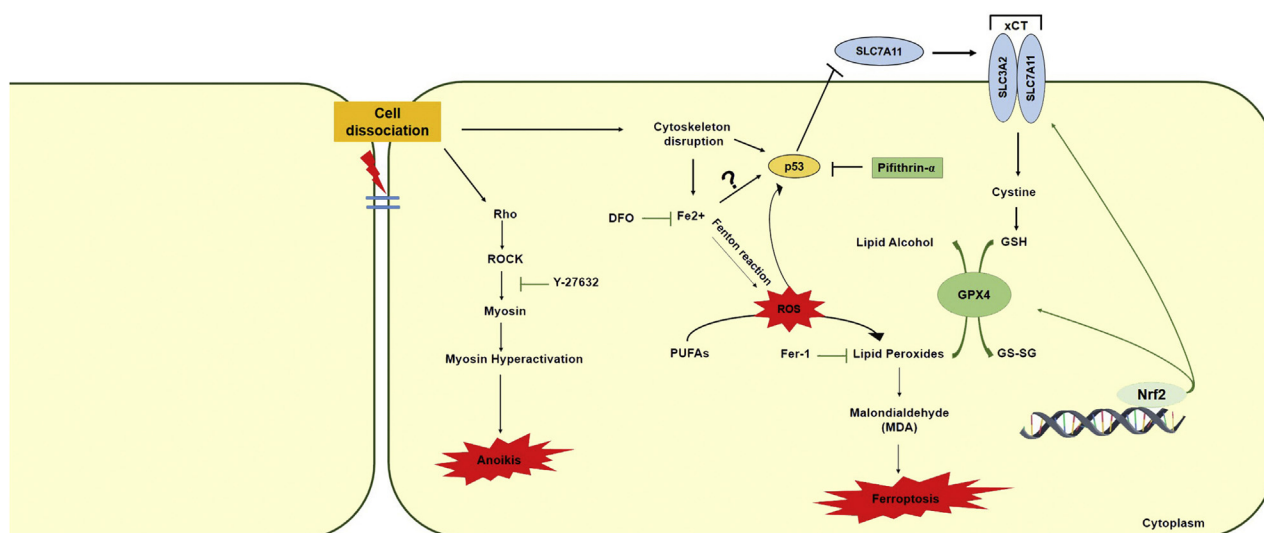 xCT
SLC7A11
SLC3A2
SLC7A11
Cell
dissociation
Cytoskeleton
disruption
p53
Pifithrin-α
?
Cystine
Rho
DFO
Fe2+
Fenton reaction
Lipid Alcohol
GSH
ROCK
Y-27632
GPX4
Myosin
ROS
Myosin Hyperactivation
PUFAs
Fer-1
Lipid Peroxides
GS-SG
Nrf2
Malondialdehyde
(MDA)
Anoikis
Ferroptosis
Cytoplasm